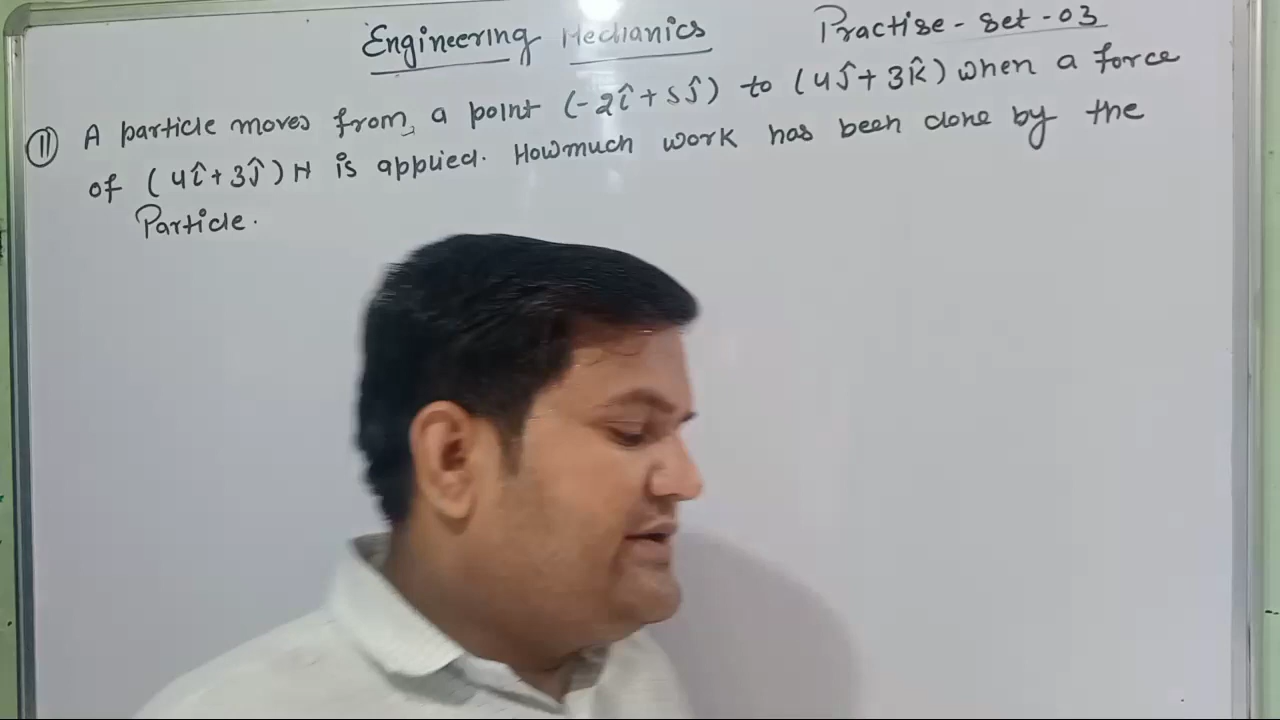 Engineering Mechanics
Practise - Set - 03
⑪ A particle moves from, a point (-2î + 5ĵ) to (4ĵ + 3k̂) when a force
of (4î + 3ĵ) N is applied. Howmuch work has been done by the
Particle.